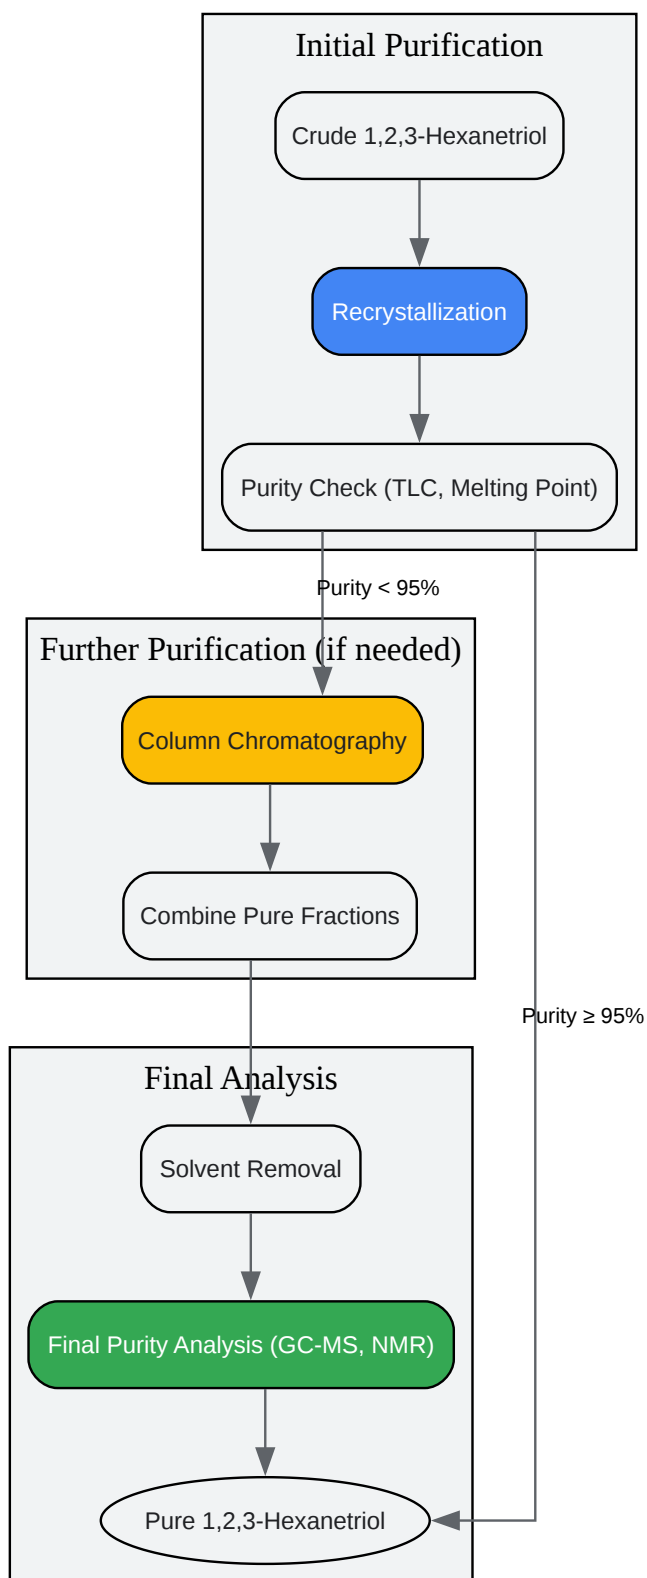 Initial Purification
Crude 1,2,3-Hexanetriol
Recrystallization
Purity Check (TLC, Melting Point)
Purity < 95%
Further Purification (if needed)
Column Chromatography
Combine Pure Fractions
Purity ≥ 95%
Final Analysis
Solvent Removal
Final Purity Analysis (GC-MS, NMR)
Pure 1,2,3-Hexanetriol